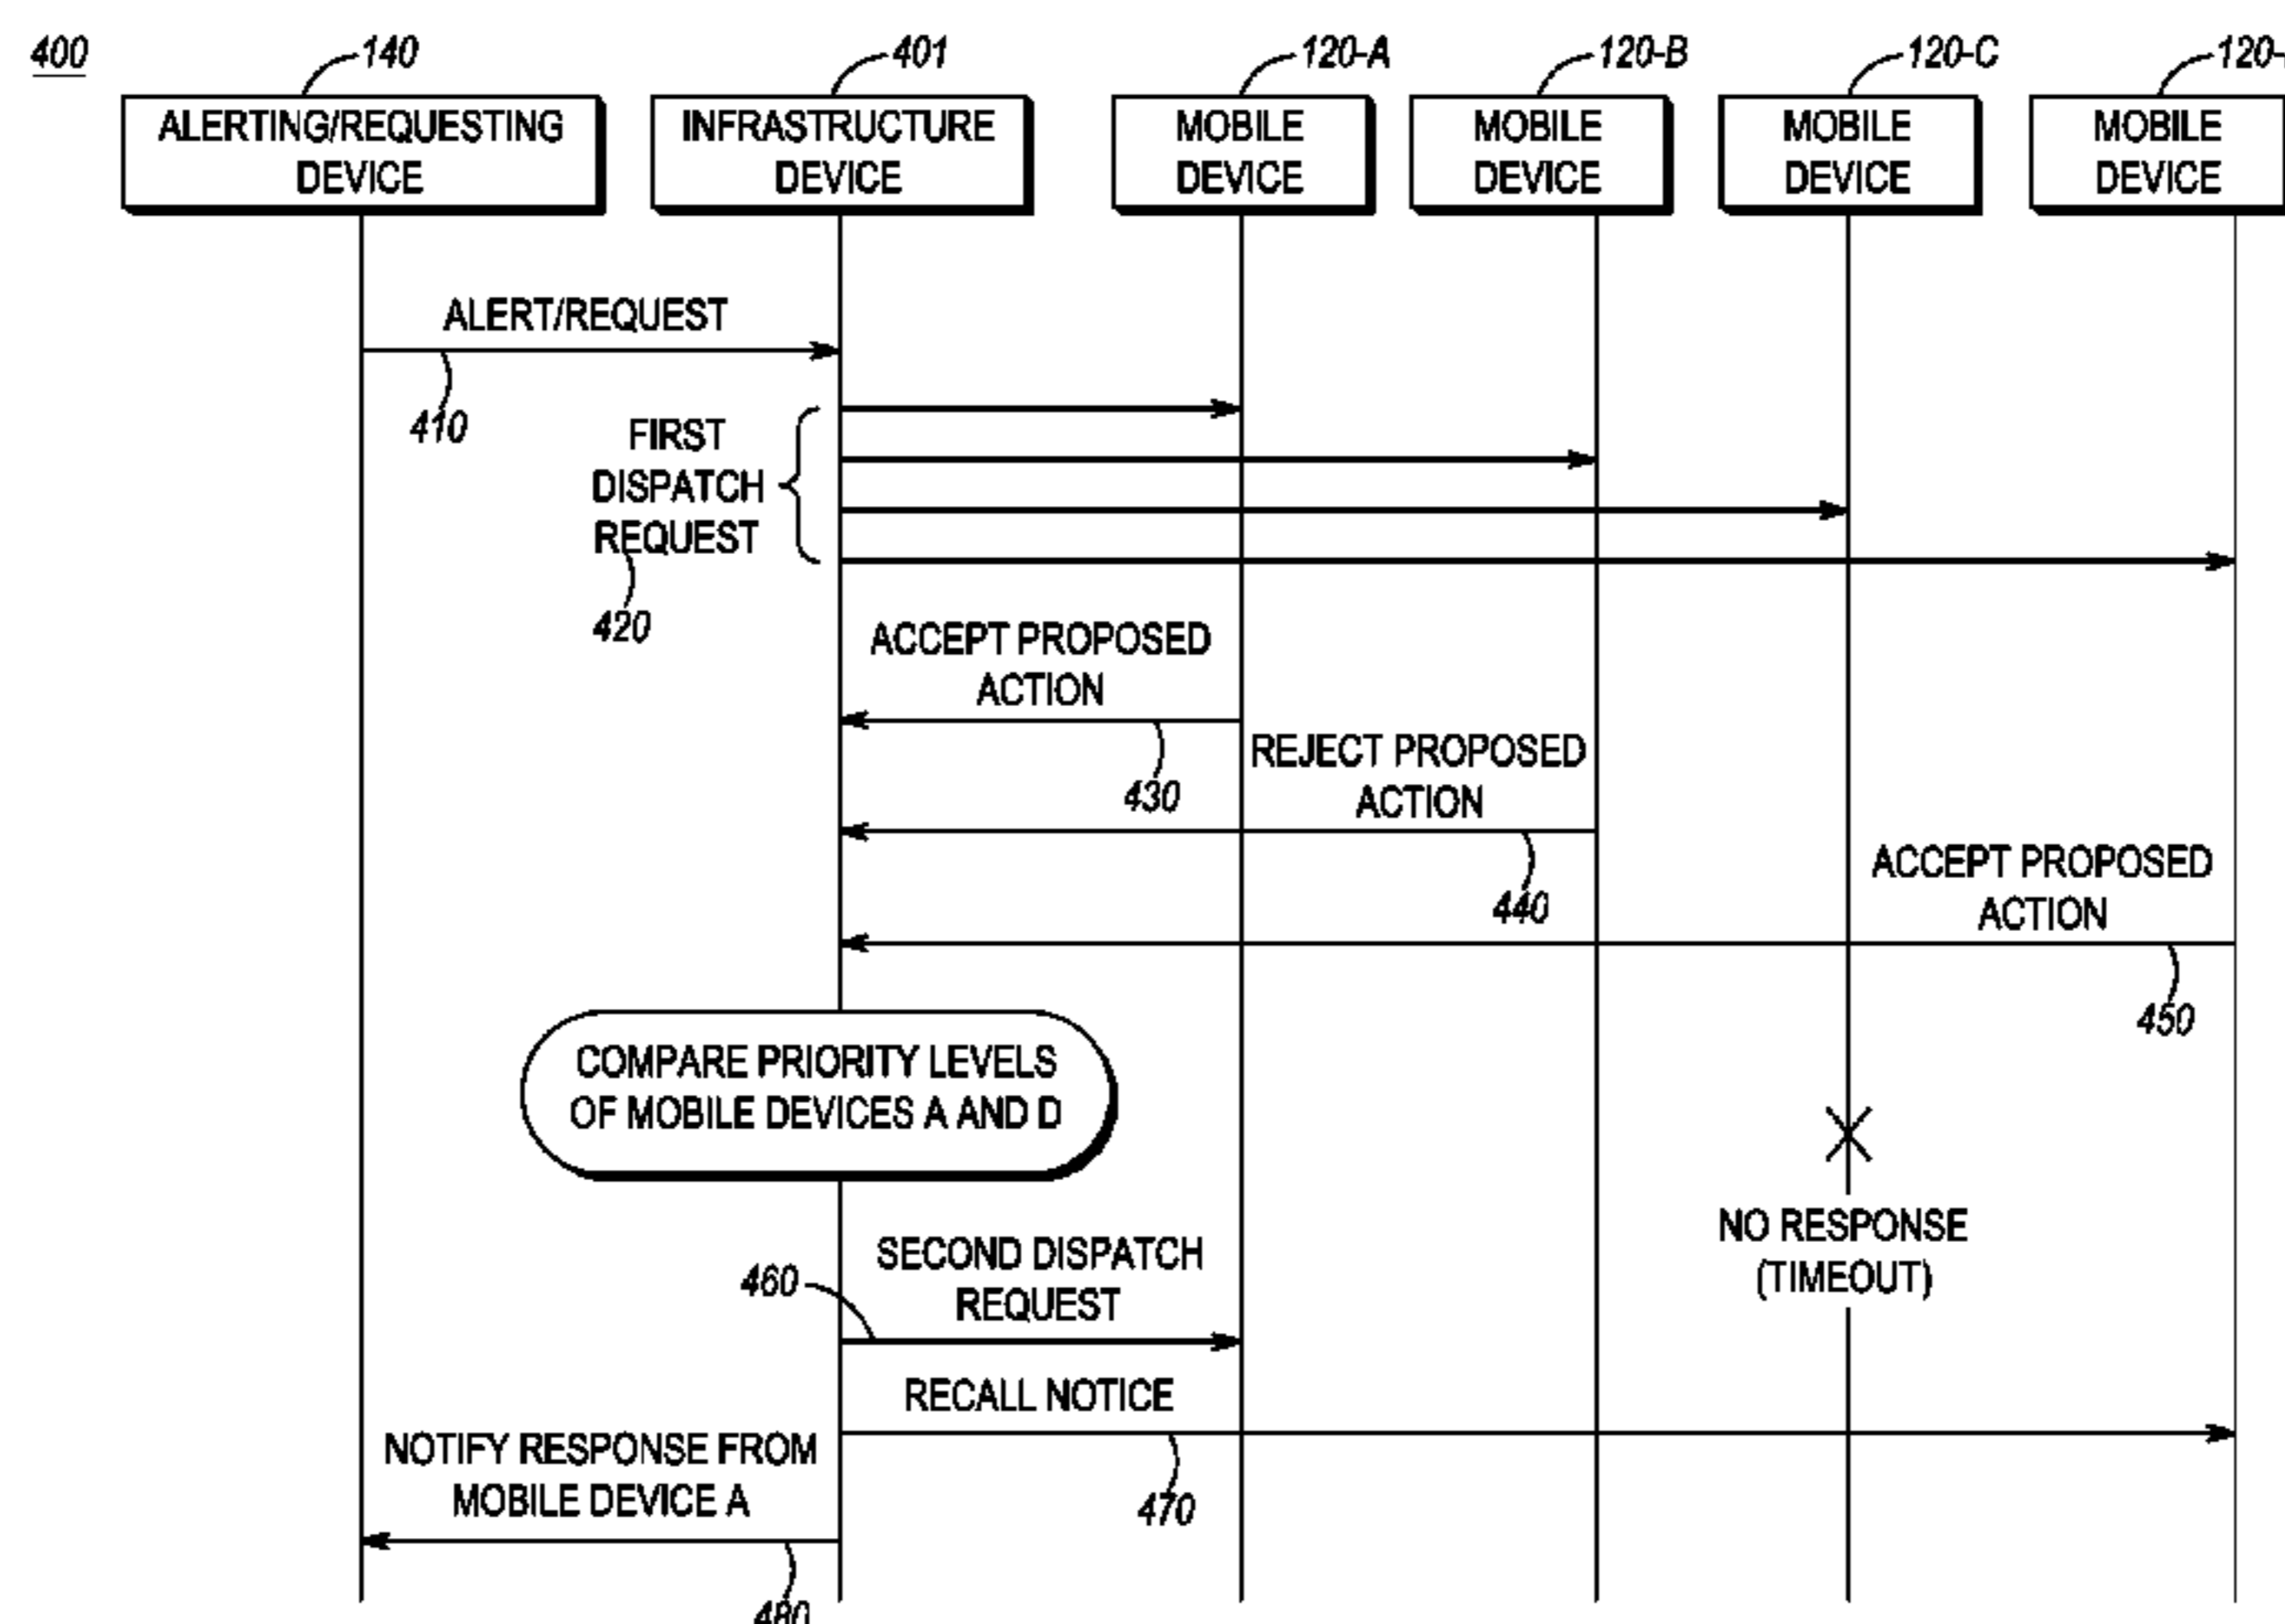 400
140
401
120-A
120-B
120-C
120-
ALERTING/REQUESTING
DEVICE
INFRASTRUCTURE
DEVICE
MOBILE
DEVICE
MOBILE
DEVICE
MOBILE
DEVICE
MOBILE
DEVICE
ALERT/REQUEST
410
FIRST
DISPATCH
REQUEST
420
ACCEPT PROPOSED
ACTION
430
REJECT PROPOSED
ACTION
440
ACCEPT PROPOSED
ACTION
450
COMPARE PRIORITY LEVELS
OF MOBILE DEVICES A AND D
NO RESPONSE
(TIMEOUT)
SECOND DISPATCH
REQUEST
460
RECALL NOTICE
470
NOTIFY RESPONSE FROM
MOBILE DEVICE A
480